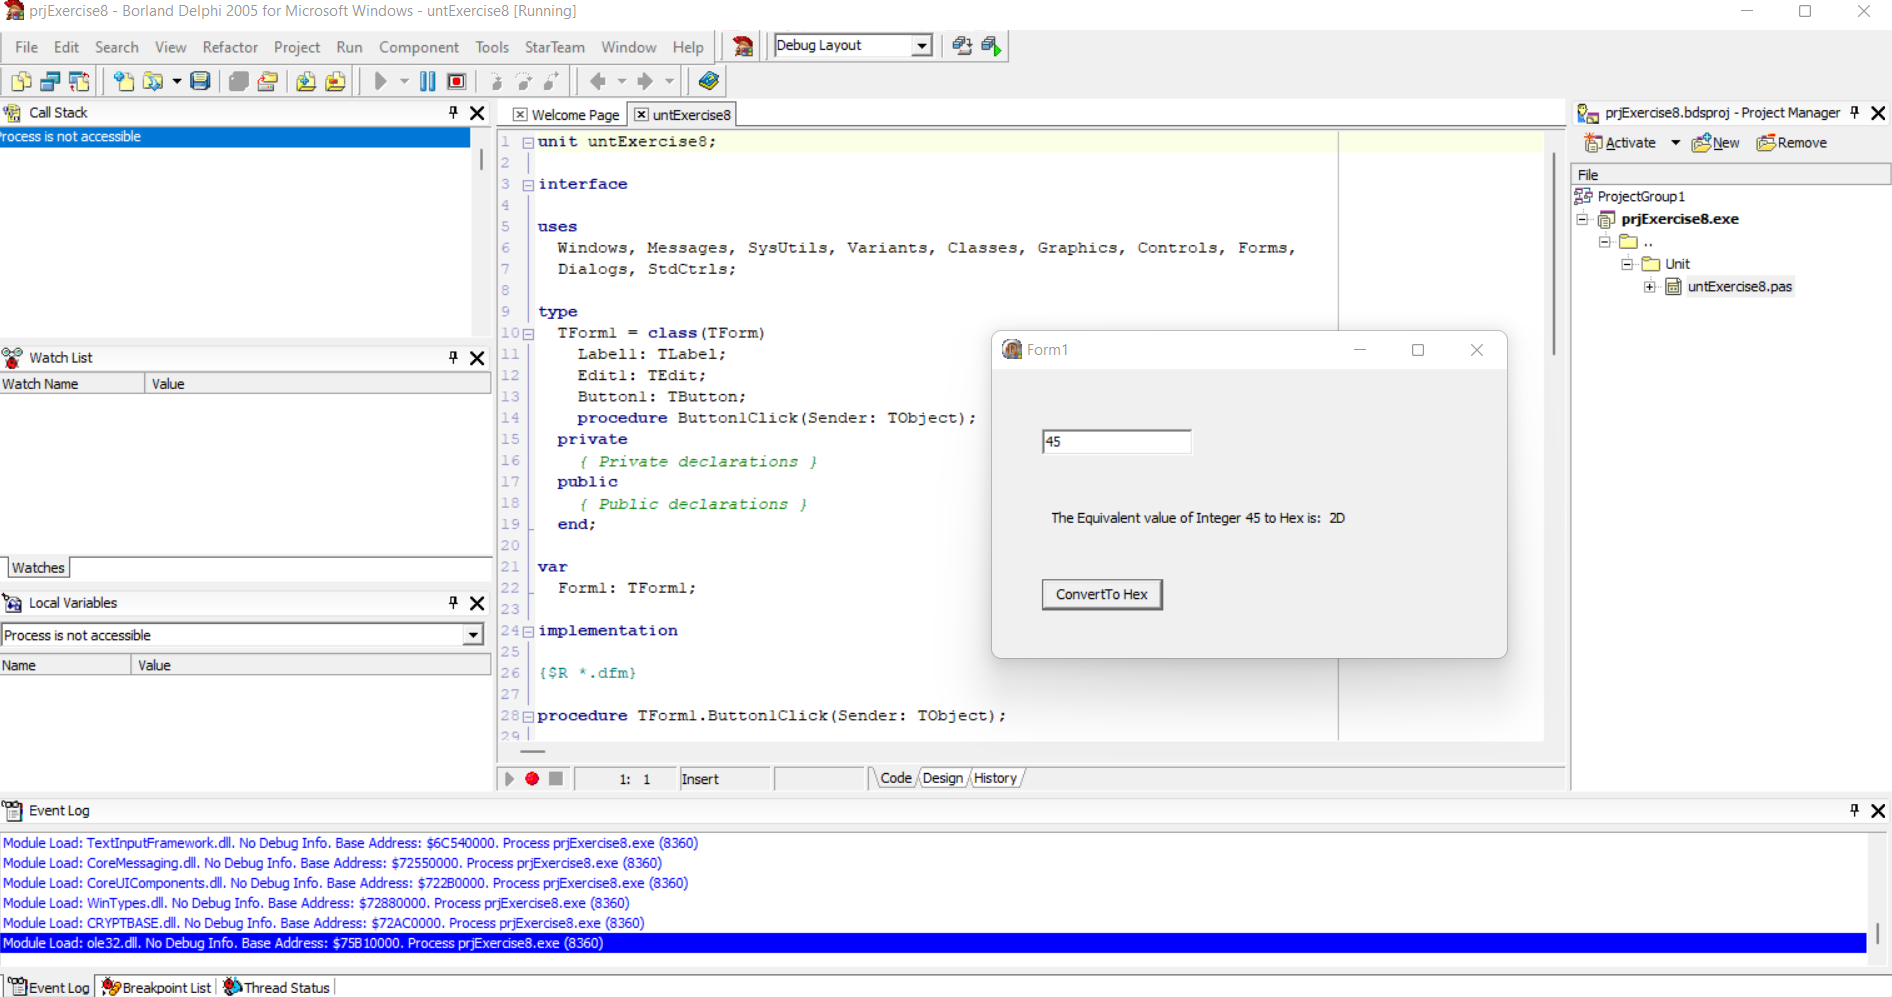 prjExercise8 - Borland Delphi 2005 for Microsoft Windows - untExercise8 [Running]
File Edit Search View Refactor Project Run Component Tools StarTeam Window Help
Debug Layout
Call Stack
Process is not accessible
Watch List
Watch Name Value
Watches
Local Variables
Process is not accessible
Name Value
Welcome Page untExercise8
1 unit untExercise8;
2
3 interface
4
5 uses
6 Windows, Messages, SysUtils, Variants, Classes, Graphics, Controls, Forms,
7 Dialogs, StdCtrls;
8
9 type
10 TForm1 = class(TForm)
11 Label1: TLabel;
12 Edit1: TEdit;
13 Button1: TButton;
14 procedure Button1Click(Sender: TObject);
15 private
16 { Private declarations }
17 public
18 { Public declarations }
19 end;
20
21 var
22 Form1: TForm1;
23
24 implementation
25
26 {$R *.dfm}
27
28 procedure TForm1.Button1Click(Sender: TObject);
29
1: 1 Insert
Code Design History
Form1
45
The Equivalent value of Integer 45 to Hex is: 2D
ConvertTo Hex
prjExercise8.bdsproj - Project Manager
Activate New Remove
File
ProjectGroup1
prjExercise8.exe
..
Unit
untExercise8.pas
Event Log
Module Load: TextInputFramework.dll. No Debug Info. Base Address: $6C540000. Process prjExercise8.exe (8360)
Module Load: CoreMessaging.dll. No Debug Info. Base Address: $72550000. Process prjExercise8.exe (8360)
Module Load: CoreUIComponents.dll. No Debug Info. Base Address: $722B0000. Process prjExercise8.exe (8360)
Module Load: WinTypes.dll. No Debug Info. Base Address: $72880000. Process prjExercise8.exe (8360)
Module Load: CRYPTBASE.dll. No Debug Info. Base Address: $72AC0000. Process prjExercise8.exe (8360)
Module Load: ole32.dll. No Debug Info. Base Address: $75B10000. Process prjExercise8.exe (8360)
Event Log Breakpoint List Thread Status